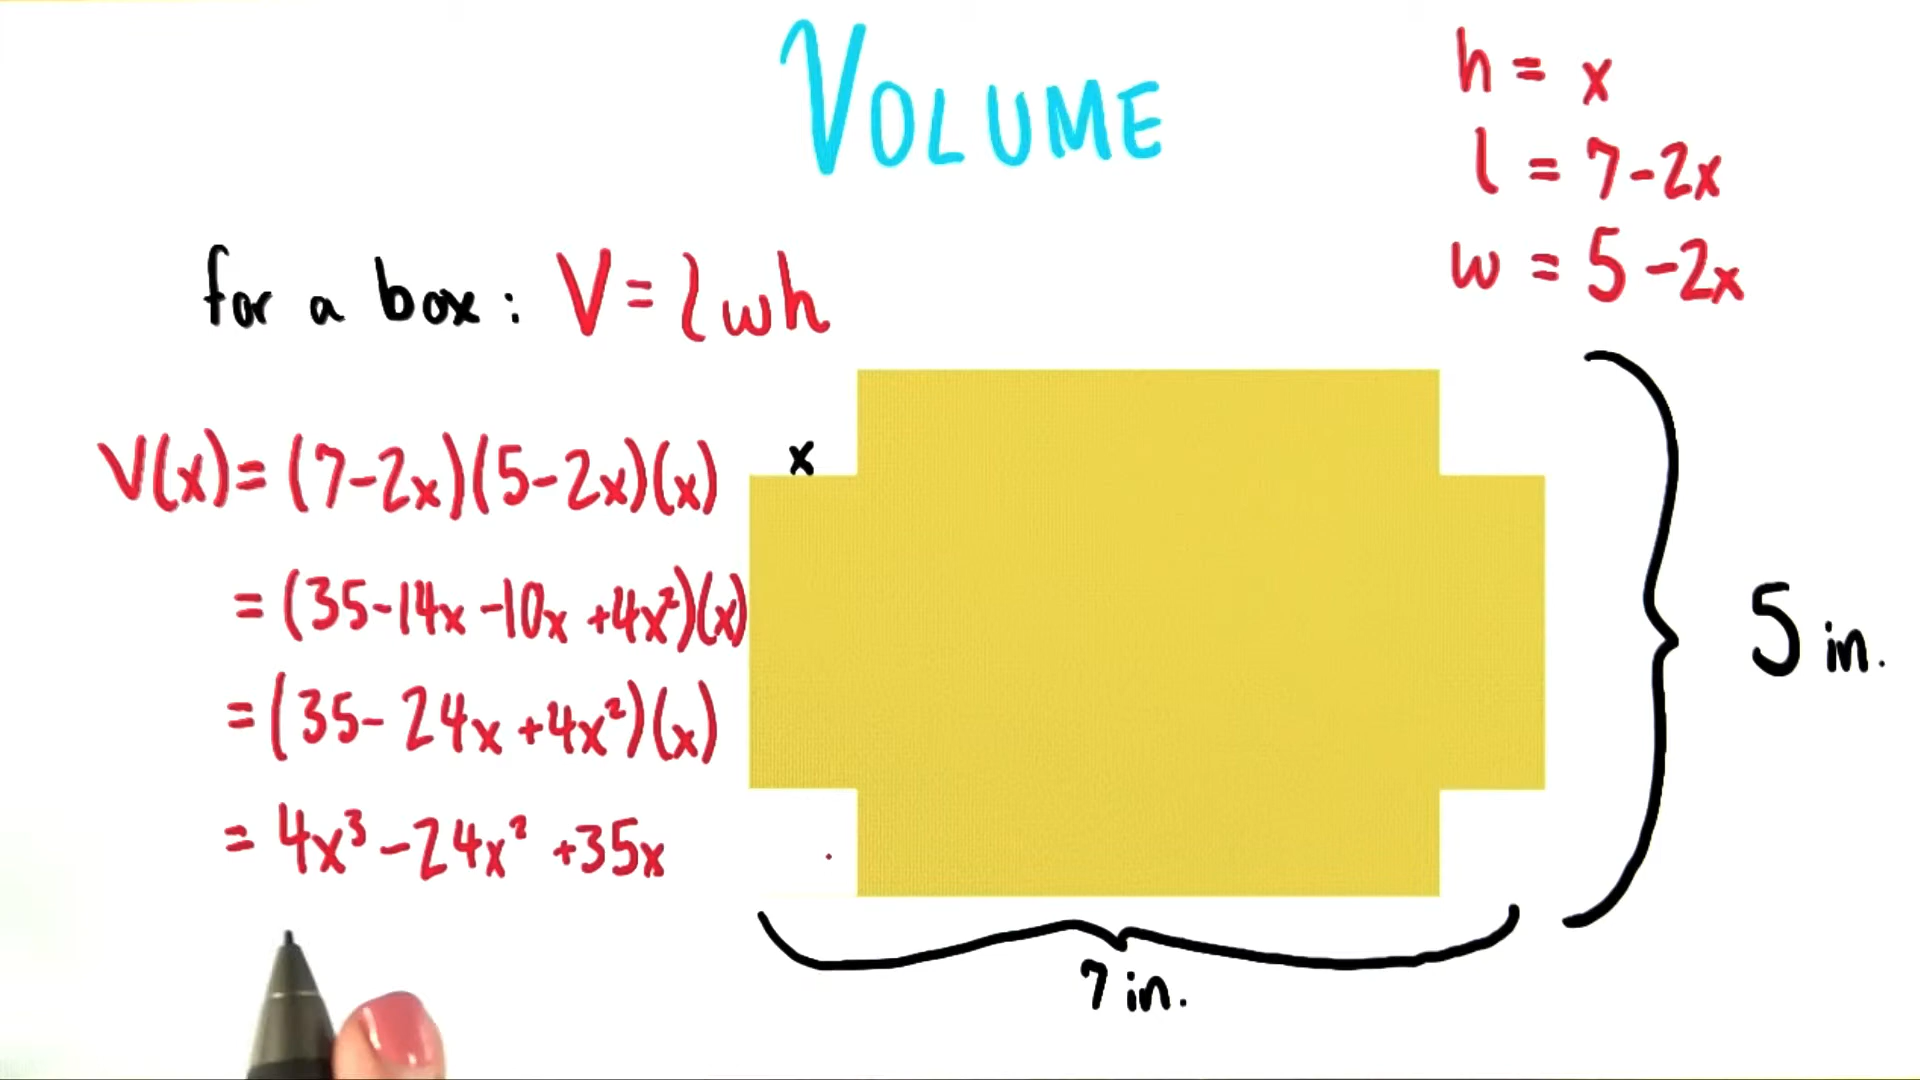 VOLUME
h = x
l = 7-2x
w = 5-2x
for a box: V = lwh
V(x) = (7-2x)(5-2x)(x)
x
= (35-14x-10x+4x²)(x)
= (35-24x+4x²)(x)
= 4x³-24x²+35x
5 in.
7 in.